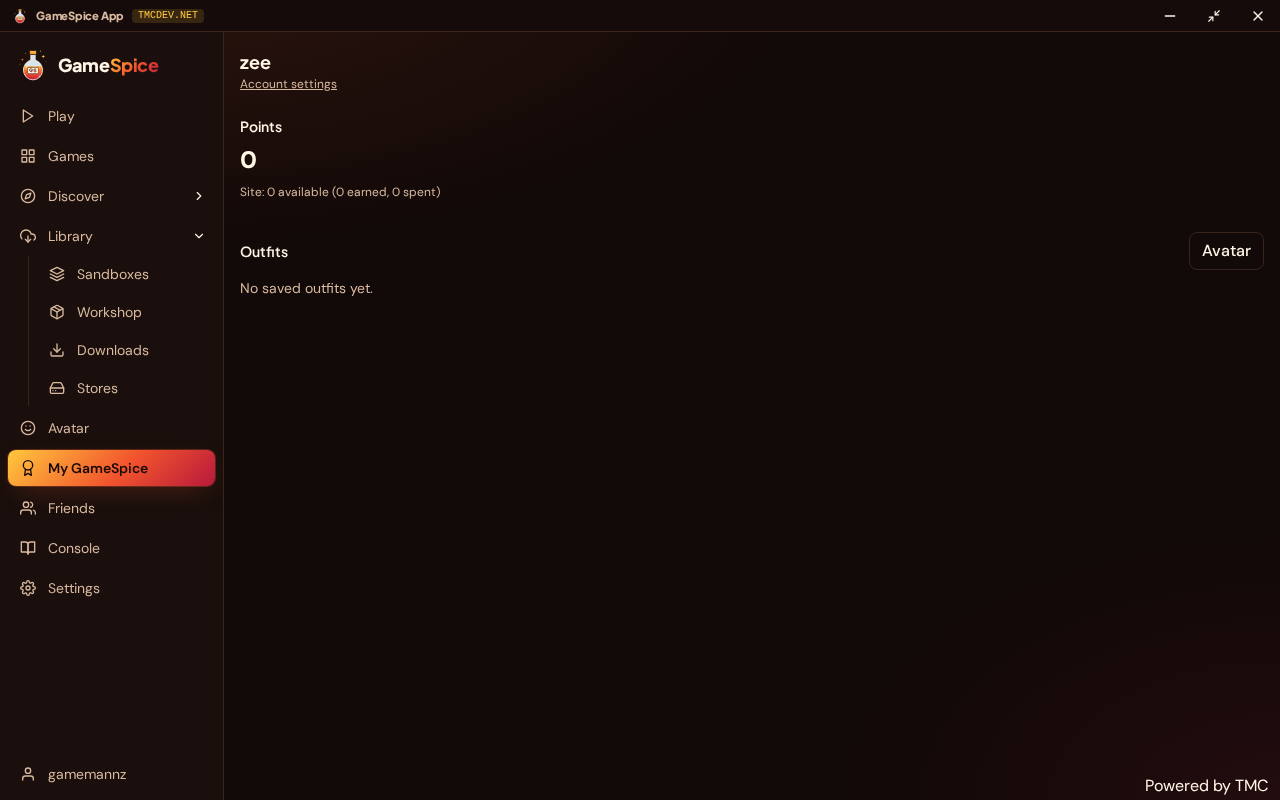 GameSpice App TMCDEV.NET
GameSpice
Play
Games
Discover
Library
Sandboxes
Workshop
Downloads
Stores
Avatar
My GameSpice
Friends
Console
Settings
gamemannz
zee
Account settings
Points
0
Site: 0 available (0 earned, 0 spent)
Outfits
Avatar
No saved outfits yet.
Powered by TMC